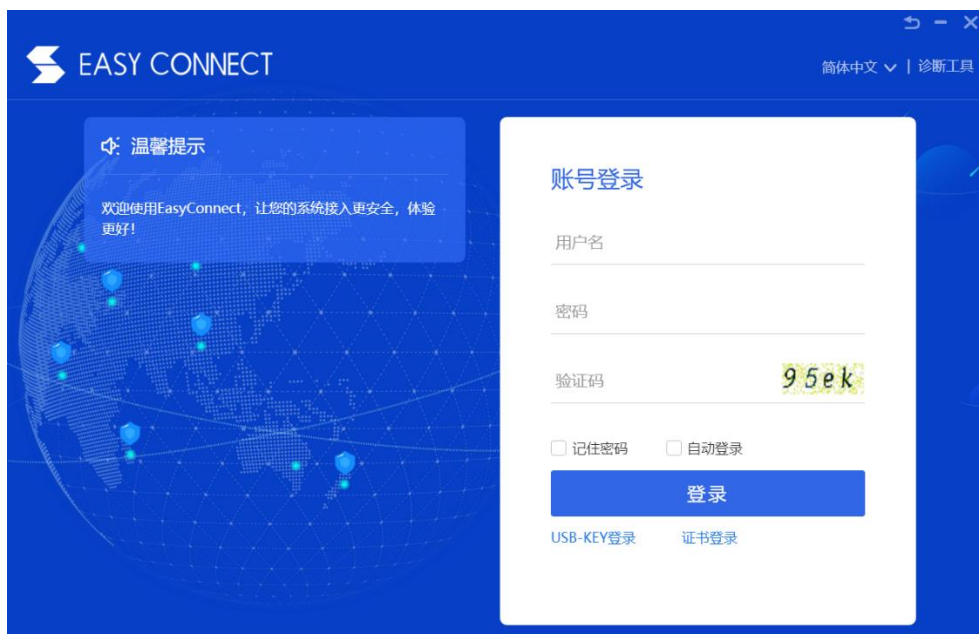 EASY CONNECT
简体中文 | 诊断工具
温馨提示
欢迎使用EasyConnect，让您的系统接入更安全，体验
更好！
账号登录
用户名
密码
验证码 95ek
记住密码 自动登录
登录
USB-KEY登录 证书登录